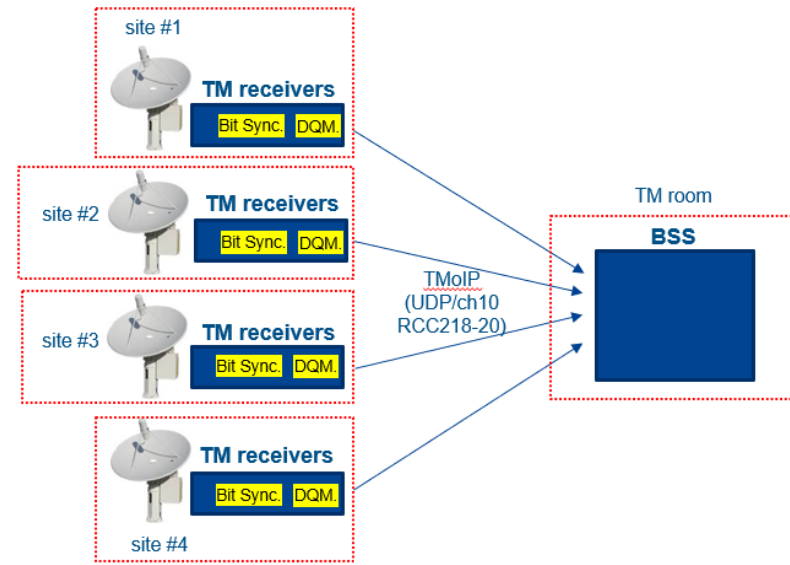 site #1
TM receivers
Bit Sync. DQM.
site #2
TM receivers
Bit Sync. DQM.
site #3
TM receivers
Bit Sync. DQM.
TM receivers
Bit Sync. DQM.
site #4
TMoIP
(UDP/ch10
RCC218-20)
TM room
BSS